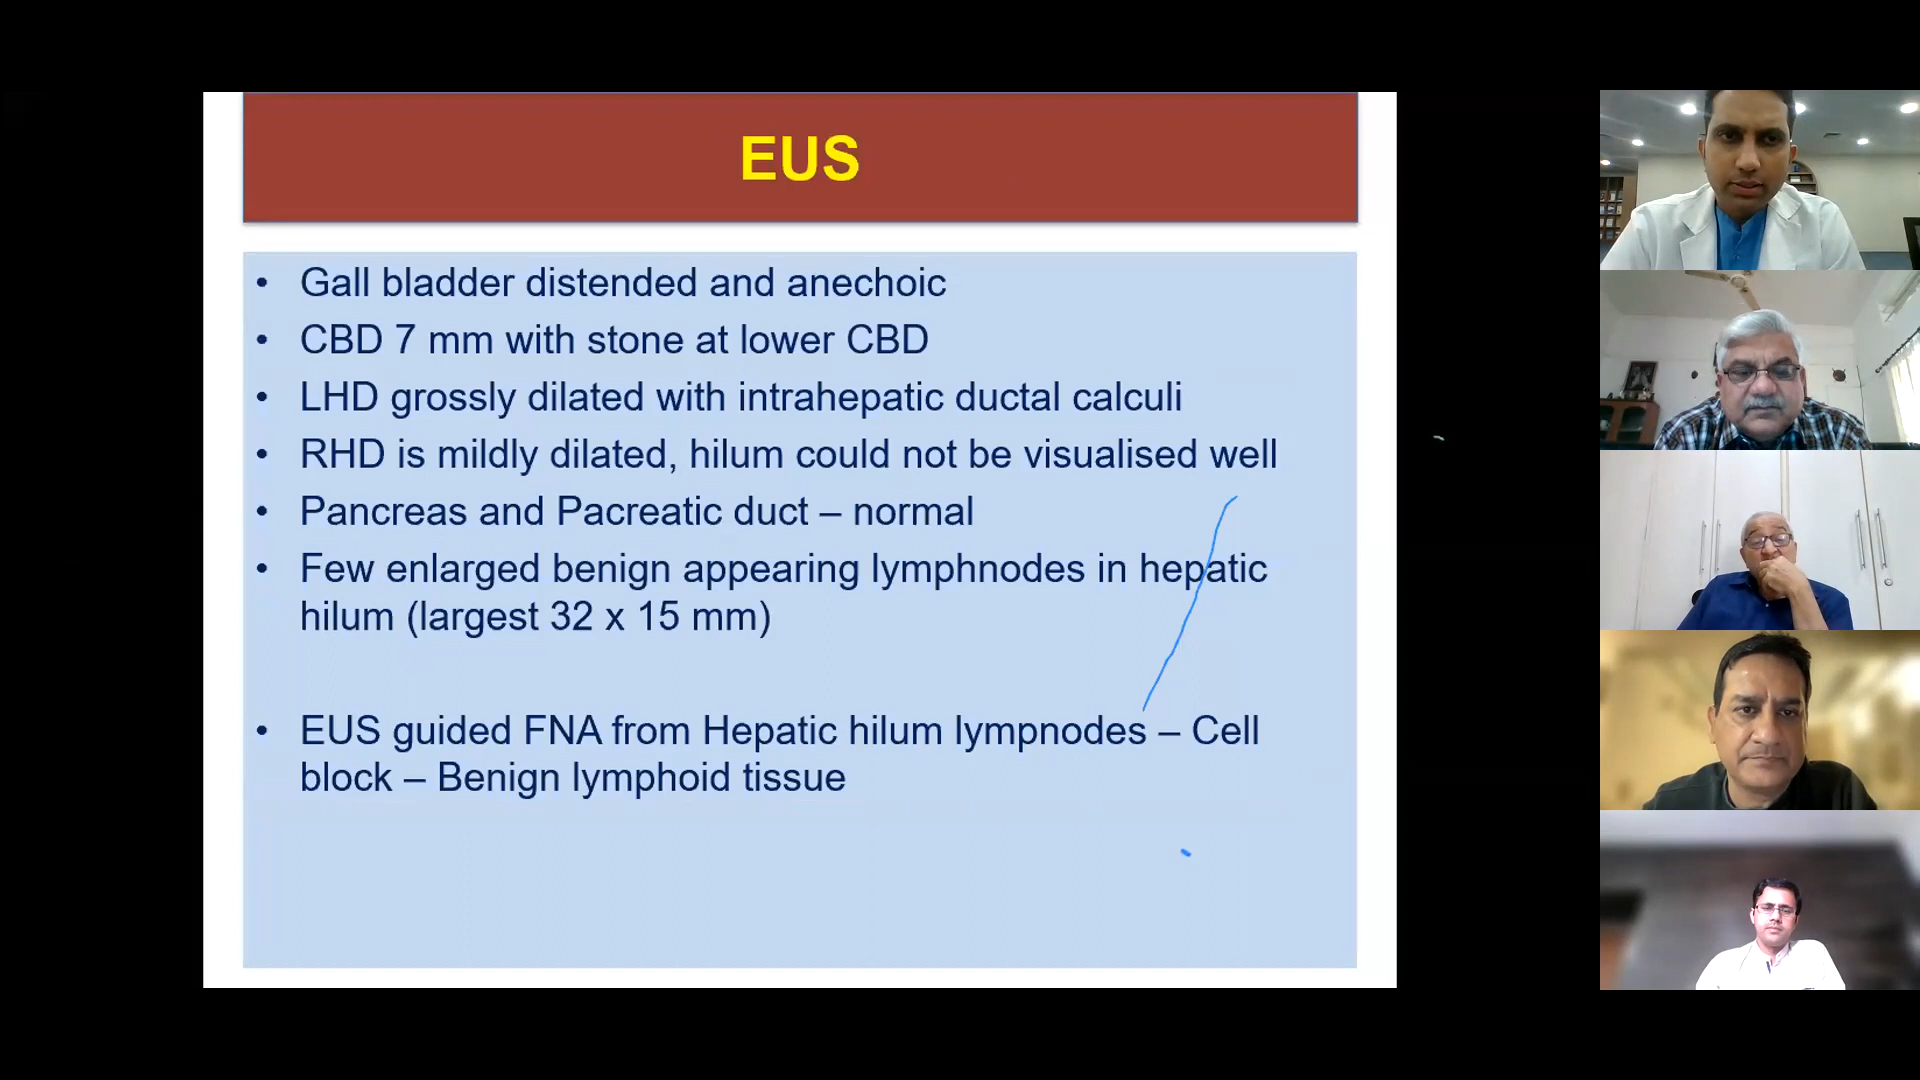 EUS
• Gall bladder distended and anechoic
• CBD 7 mm with stone at lower CBD
• LHD grossly dilated with intrahepatic ductal calculi
• RHD is mildly dilated, hilum could not be visualised well
• Pancreas and Pacreatic duct – normal
• Few enlarged benign appearing lymphnodes in hepatic
hilum (largest 32 x 15 mm)
• EUS guided FNA from Hepatic hilum lympnodes – Cell
block – Benign lymphoid tissue